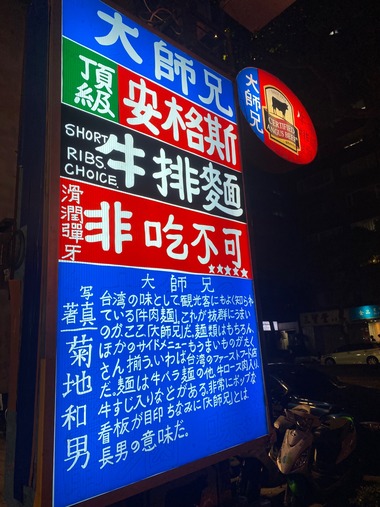 大師兄
頂級
安格斯
SHORT
RIBS.
CHOICE.
牛排麵
滑潤彈牙
非吃不可
★★★★★
大師兄
台湾の味として観光客にもよく知られ
ている「牛肉麵」。これが抜群にうまい
のがここ「大師兄」だ。麵類はもちろん、
ほかのサイドメニューもうまいものがたく
さん揃う。いわば台湾のファーストフード店
だ。麵は牛バラ麵の他、牛ロース肉入り、
牛すじ入りなどがある。非常にポップな
看板が目印 ちなみに「大師兄」とは
長男の意味だ。
写真
著
一菊地和男
大師兄
CERTIFIED
ANGUS BEEF